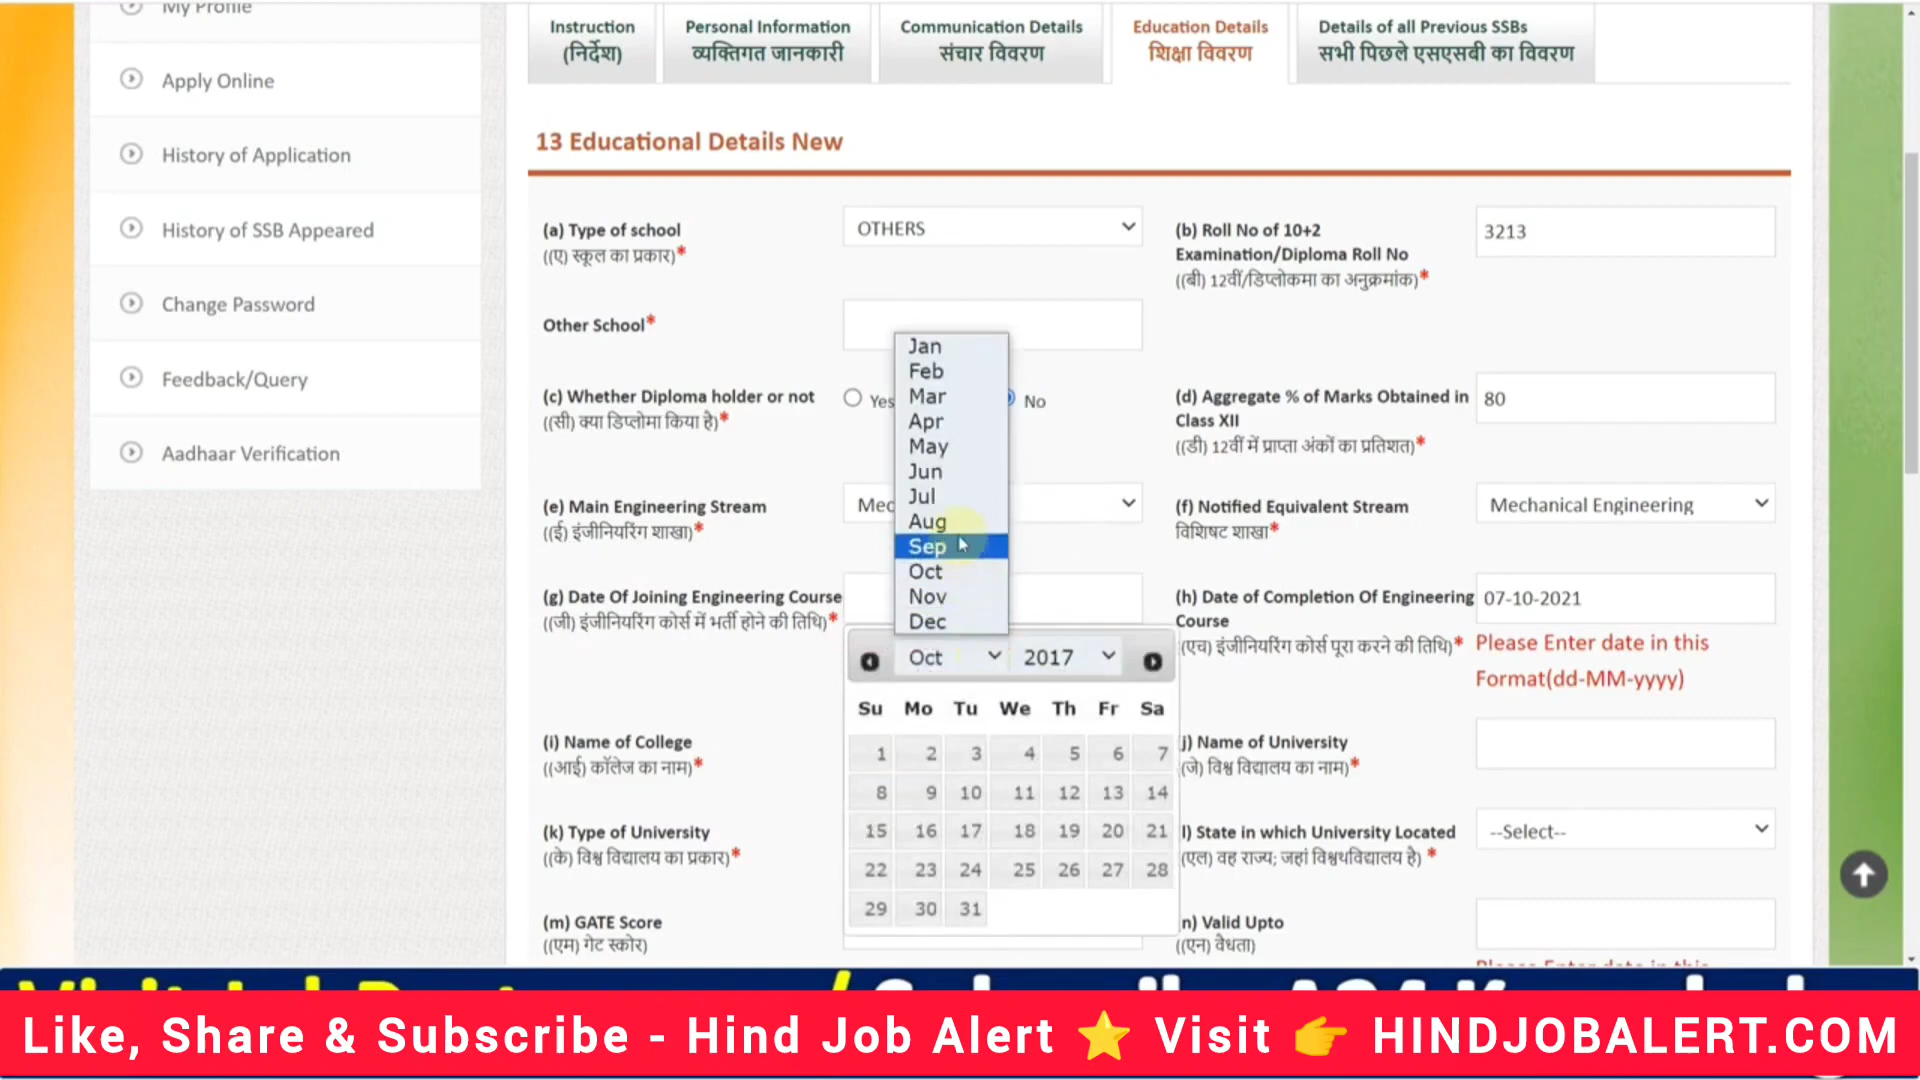 My Profile
Apply Online
History of Application
History of SSB Appeared
Change Password
Feedback/Query
Aadhaar Verification
Instruction
(निर्देश)
Personal Information
व्यक्तिगत जानकारी
Communication Details
संचार विवरण
Education Details
शिक्षा विवरण
Details of all Previous SSBs
सभी पिछले एसएसबी का विवरण
13 Educational Details New
(a) Type of school
((ए) स्कूल का प्रकार)*
OTHERS
(b) Roll No of 10+2
Examination/Diploma Roll No
((बी) 12वीं/डिप्लोकमा का अनुक्रमांक)*
3213
Other School*
(c) Whether Diploma holder or not
((सी) क्या डिप्लोमा किया है)*
Yes
No
(d) Aggregate % of Marks Obtained in
Class XII
((डी) 12वीं में प्राप्ता अंकों का प्रतिशत)*
80
(e) Main Engineering Stream
((ई) इंजीनियरिंग शाखा)*
Mec
(f) Notified Equivalent Stream
विशिषट शाखा*
Mechanical Engineering
(g) Date Of Joining Engineering Course
((जी) इंजीनियरिंग कोर्स में भर्ती होने की तिथि)*
(h) Date of Completion Of Engineering
Course
(एच) इंजीनियरिंग कोर्स पूरा करने की तिथि)*
07-10-2021
Please Enter date in this
Format(dd-MM-yyyy)
Jan
Feb
Mar
Apr
May
Jun
Jul
Aug
Sep
Oct
Nov
Dec
Oct 2017
Su Mo Tu We Th Fr Sa
1 2 3 4 5 6 7
8 9 10 11 12 13 14
15 16 17 18 19 20 21
22 23 24 25 26 27 28
29 30 31
(i) Name of College
((आई) कॉलेज का नाम)*
j) Name of University
(जे) विश्व विद्यालय का नाम)*
(k) Type of University
((के) विश्व विद्यालय का प्रकार)*
l) State in which University Located
(एल) वह राज्य; जहां विश्वथविद्यालय है) *
--Select--
(m) GATE Score
((एम) गेट स्कोर)
n) Valid Upto
((एन) वैधता)
Please Enter date in this
Like, Share & Subscribe - Hind Job Alert ⭐ Visit 👉 HINDJOBALERT.COM